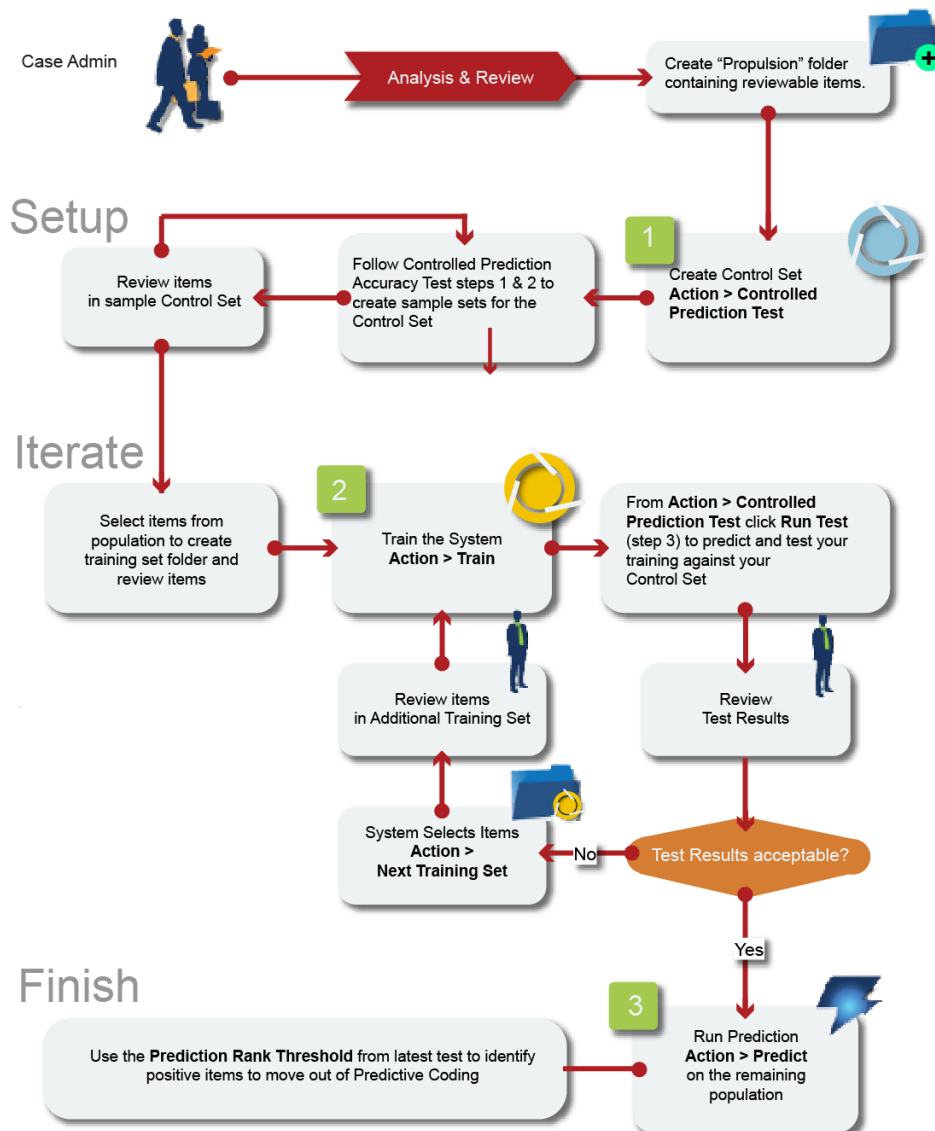 Case Admin
Analysis & Review
Create “Propulsion” folder
containing reviewable items.
Setup
1
Create Control Set
Action > Controlled
Prediction Test
Follow Controlled Prediction
Accuracy Test steps 1 & 2 to
create sample sets for the
Control Set
Review items
in sample Control Set
Iterate
Select items from
population to create
training set folder and
review items
2
Train the System
Action > Train
From Action > Controlled
Prediction Test click Run Test
(step 3) to predict and test your
training against your
Control Set
Review
Test Results
Test Results acceptable?
No
System Selects Items
Action >
Next Training Set
Review items
in Additional Training Set
Yes
Finish
3
Run Prediction
Action > Predict
on the remaining
population
Use the Prediction Rank Threshold from latest test to identify
positive items to move out of Predictive Coding